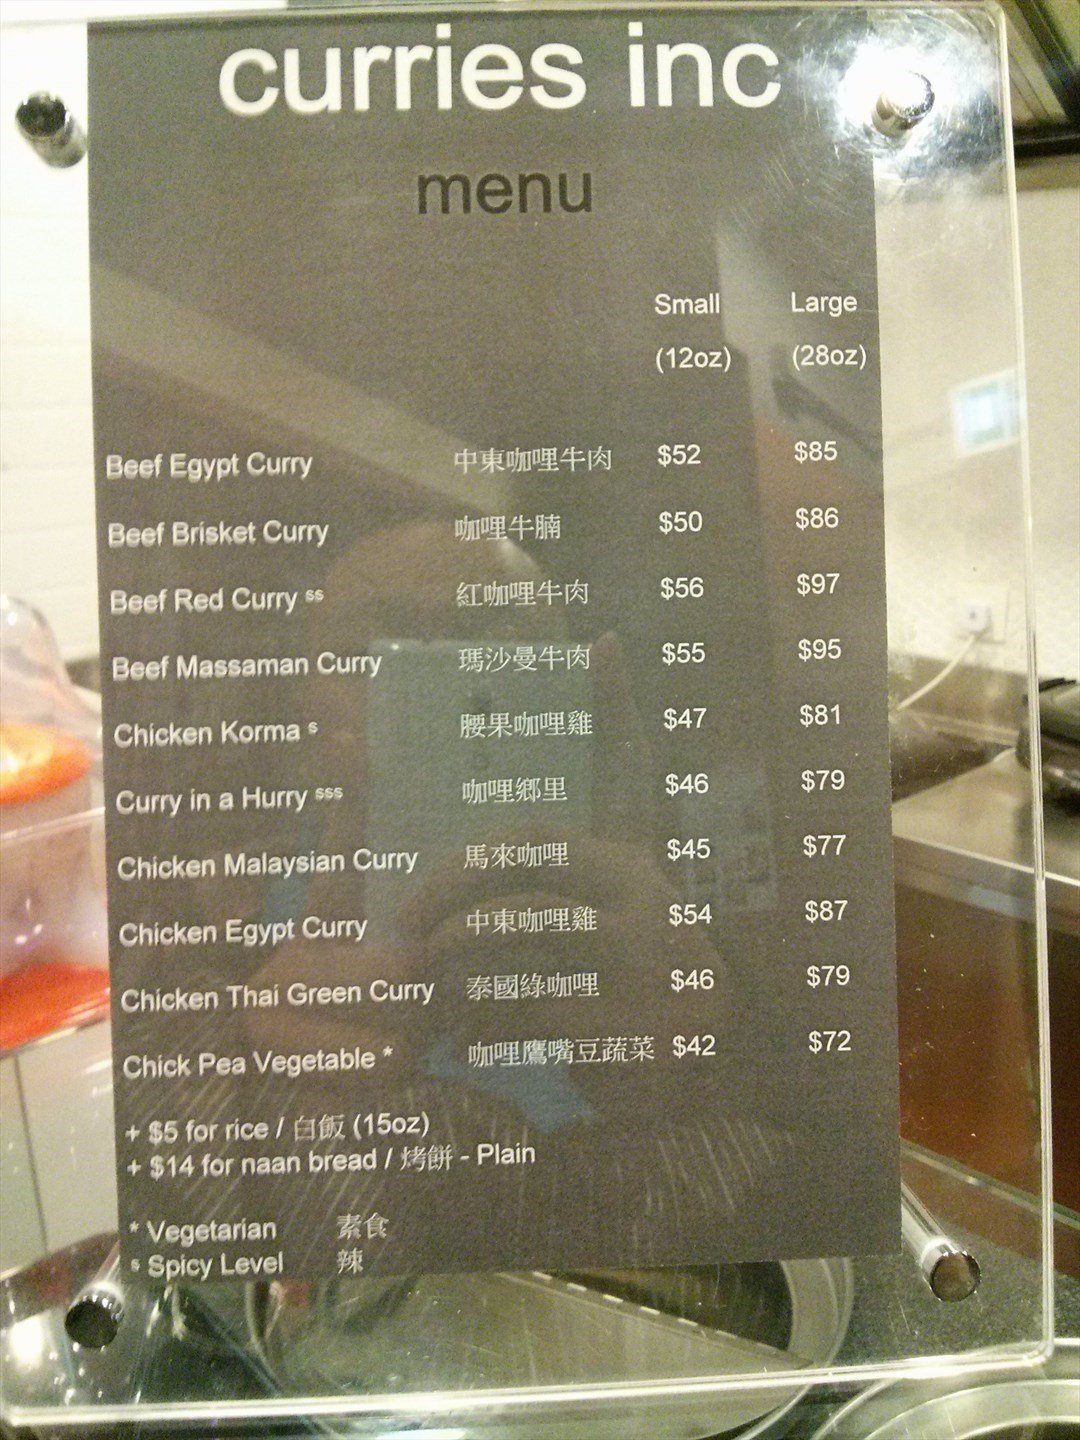 curries inc
menu
Small Large
(12oz) (28oz)
Beef Egypt Curry 中東咖哩牛肉 $52 $85
Beef Brisket Curry 咖哩牛腩 $50 $86
Beef Red Curry ss 紅咖哩牛肉 $56 $97
Beef Massaman Curry 瑪沙曼牛肉 $55 $95
Chicken Korma s 腰果咖哩雞 $47 $81
Curry in a Hurry sss 咖哩鄉里 $46 $79
Chicken Malaysian Curry 馬來咖哩 $45 $77
Chicken Egypt Curry 中東咖哩雞 $54 $87
Chicken Thai Green Curry 泰國綠咖哩 $46 $79
Chick Pea Vegetable * 咖哩鷹嘴豆蔬菜 $42 $72
+ $5 for rice / 白飯 (15oz)
+ $14 for naan bread / 烤餅 - Plain
* Vegetarian 素食
s Spicy Level 辣